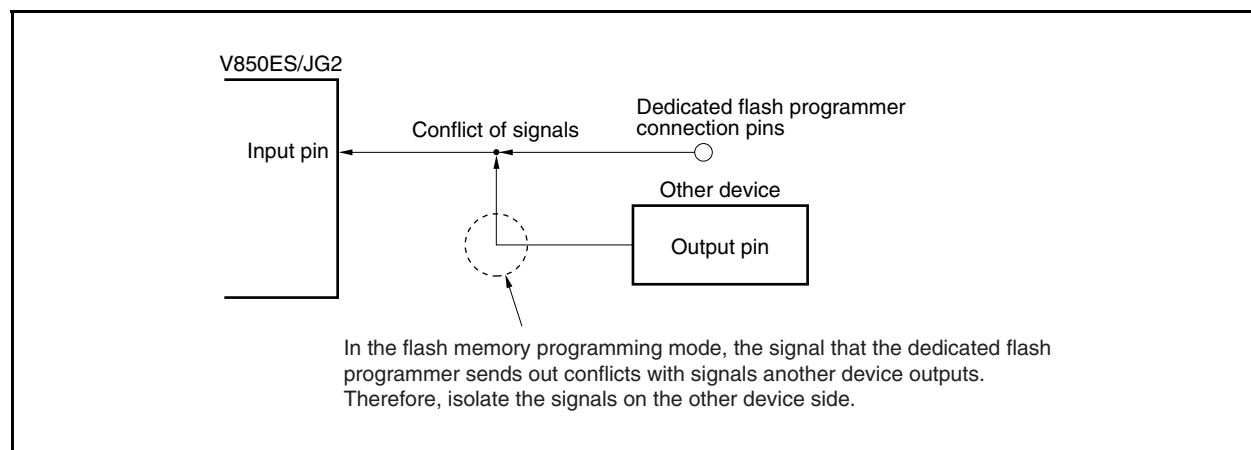 V850ES/JG2
Dedicated flash programmer
connection pins
Conflict of signals
Input pin
Other device
Output pin
In the flash memory programming mode, the signal that the dedicated flash
programmer sends out conflicts with signals another device outputs.
Therefore, isolate the signals on the other device side.